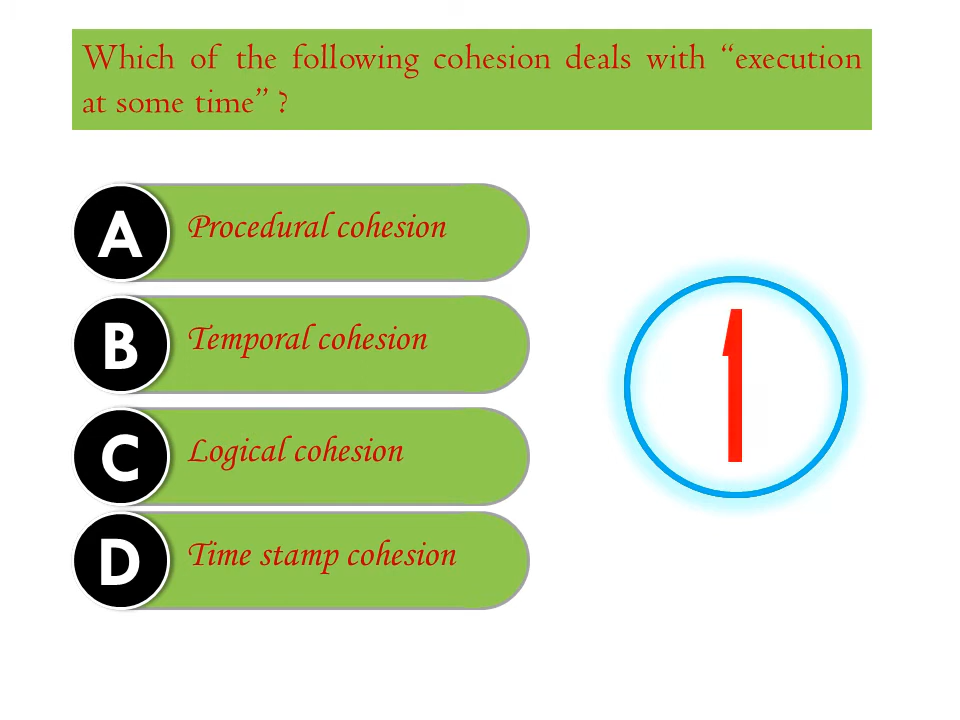 Which of the following cohesion deals with “execution
at some time” ?
A Procedural cohesion
B Temporal cohesion
C Logical cohesion
D Time stamp cohesion
1